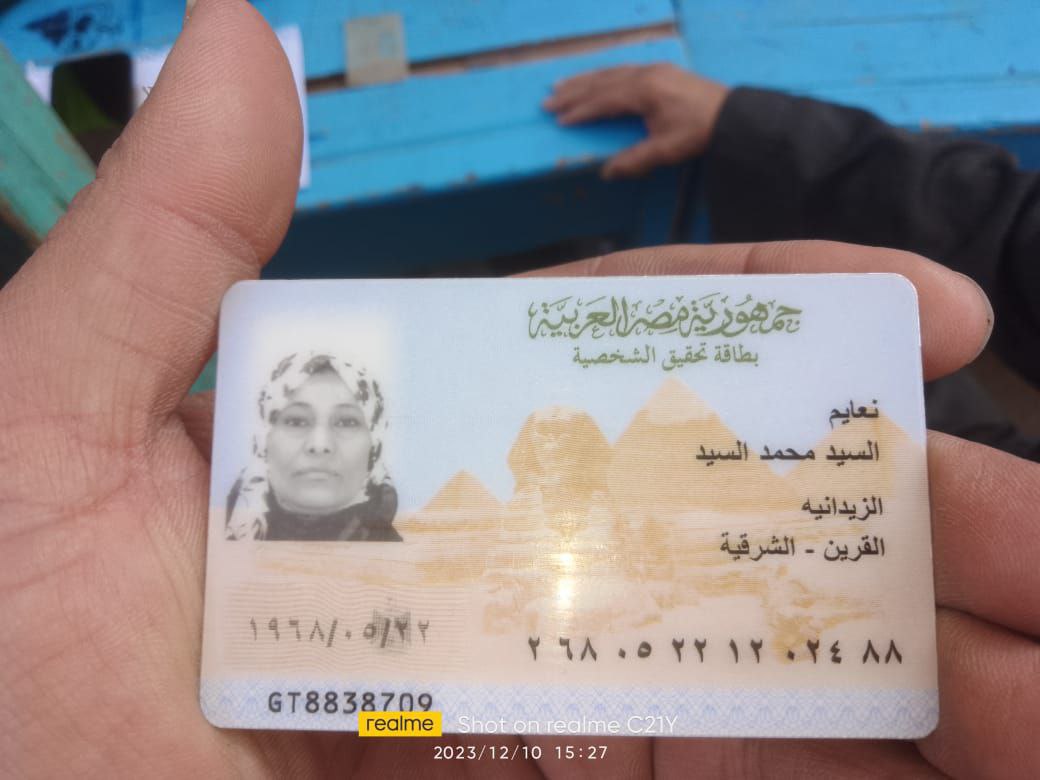 جمهورية مصر العربية
بطاقة تحقيق الشخصية
نعايم
السيد محمد السيد
الزيدانيه
القرين - الشرقية
١٩٦٨/٠٥/٢٢
٢ ٦٨ ٠٥ ٢٢ ١٢ ٠٢٤ ٨٨
GT8838709
realme Shot on realme C21Y
2023/12/10 15:27